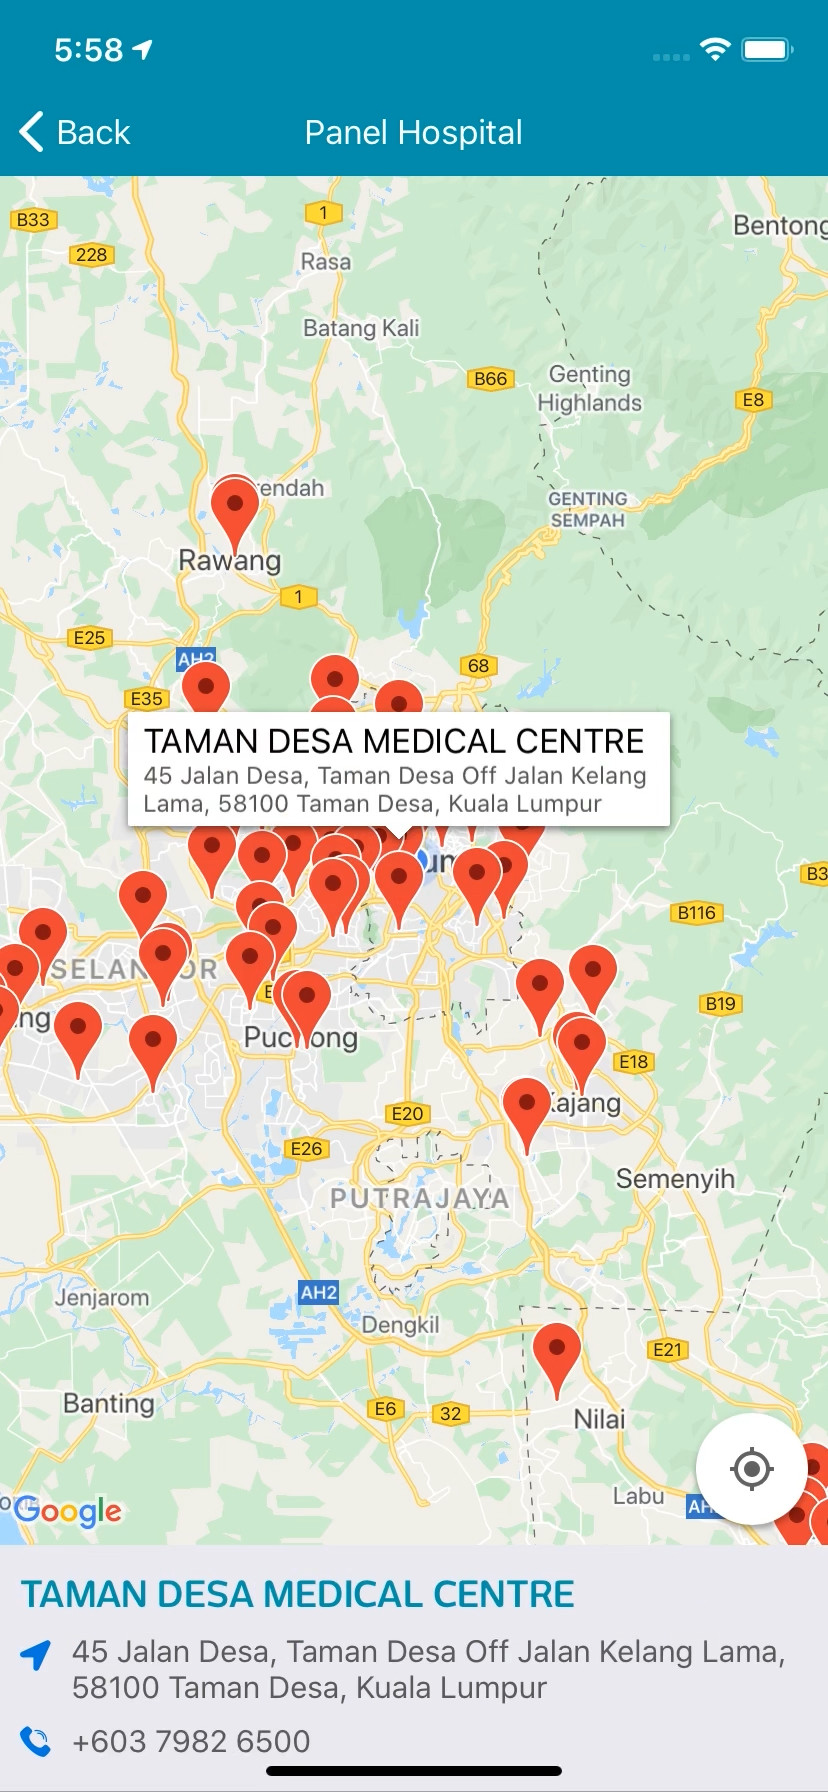 5:58
Back
Panel Hospital
B33
1
Bentong
228
Rasa
Batang Kali
B66
Genting
Highlands
E8
rendah
GENTING
SEMPAH
Rawang
1
E25
AH2
68
E35
TAMAN DESA MEDICAL CENTRE
45 Jalan Desa, Taman Desa Off Jalan Kelang
Lama, 58100 Taman Desa, Kuala Lumpur
um
B3
B116
SELAN OR
B19
ng
Puc ong
E18
E20
Kajang
E26
Semenyih
PUTRAJAYA
AH2
Jenjarom
Dengkil
E21
Banting
E6
32
Nilai
Labu
AH
Google
TAMAN DESA MEDICAL CENTRE
45 Jalan Desa, Taman Desa Off Jalan Kelang Lama,
58100 Taman Desa, Kuala Lumpur
+603 7982 6500